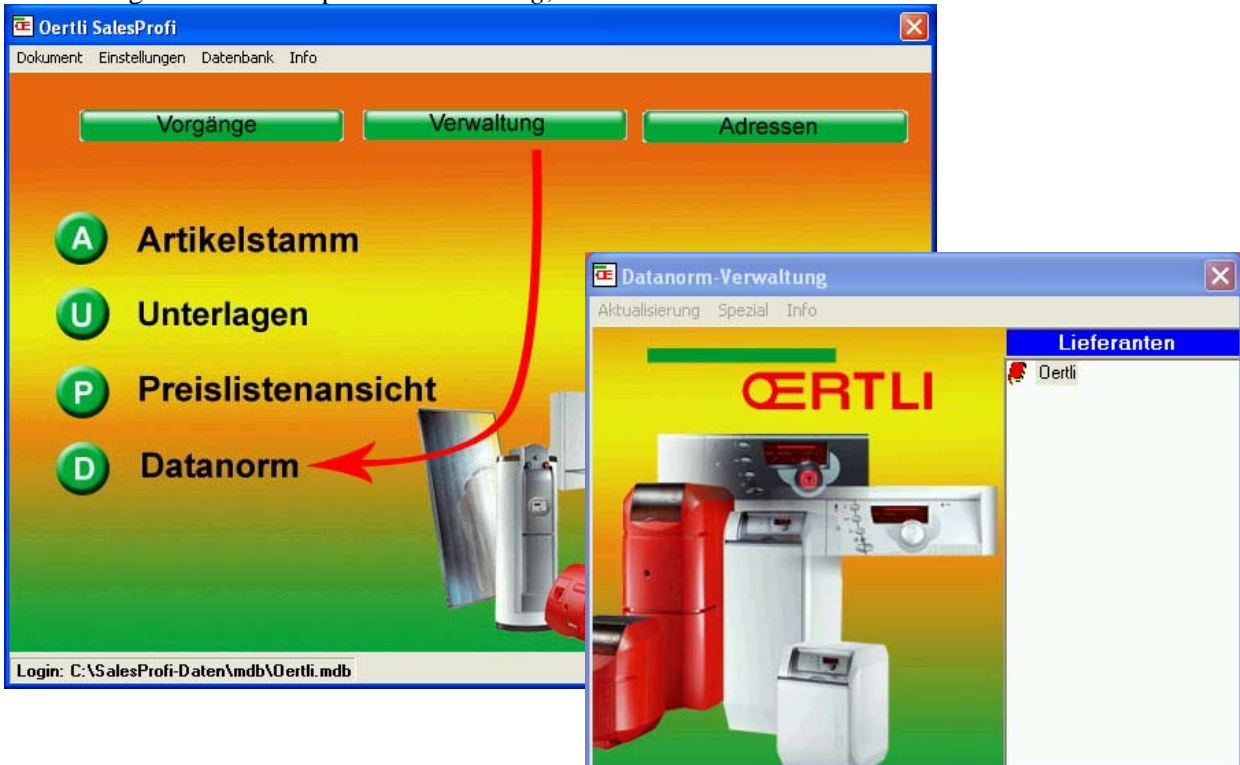 Oertli SalesProfi
Dokument Einstellungen Datenbank Info
Vorgänge Verwaltung Adressen
A Artikelstamm
U Unterlagen
P Preislistenansicht
D Datanorm
Login: C:\SalesProfi-Daten\mdb\Oertli.mdb
Datanorm-Verwaltung
Aktualisierung Spezial Info
ŒRTLI
Lieferanten
Oertli